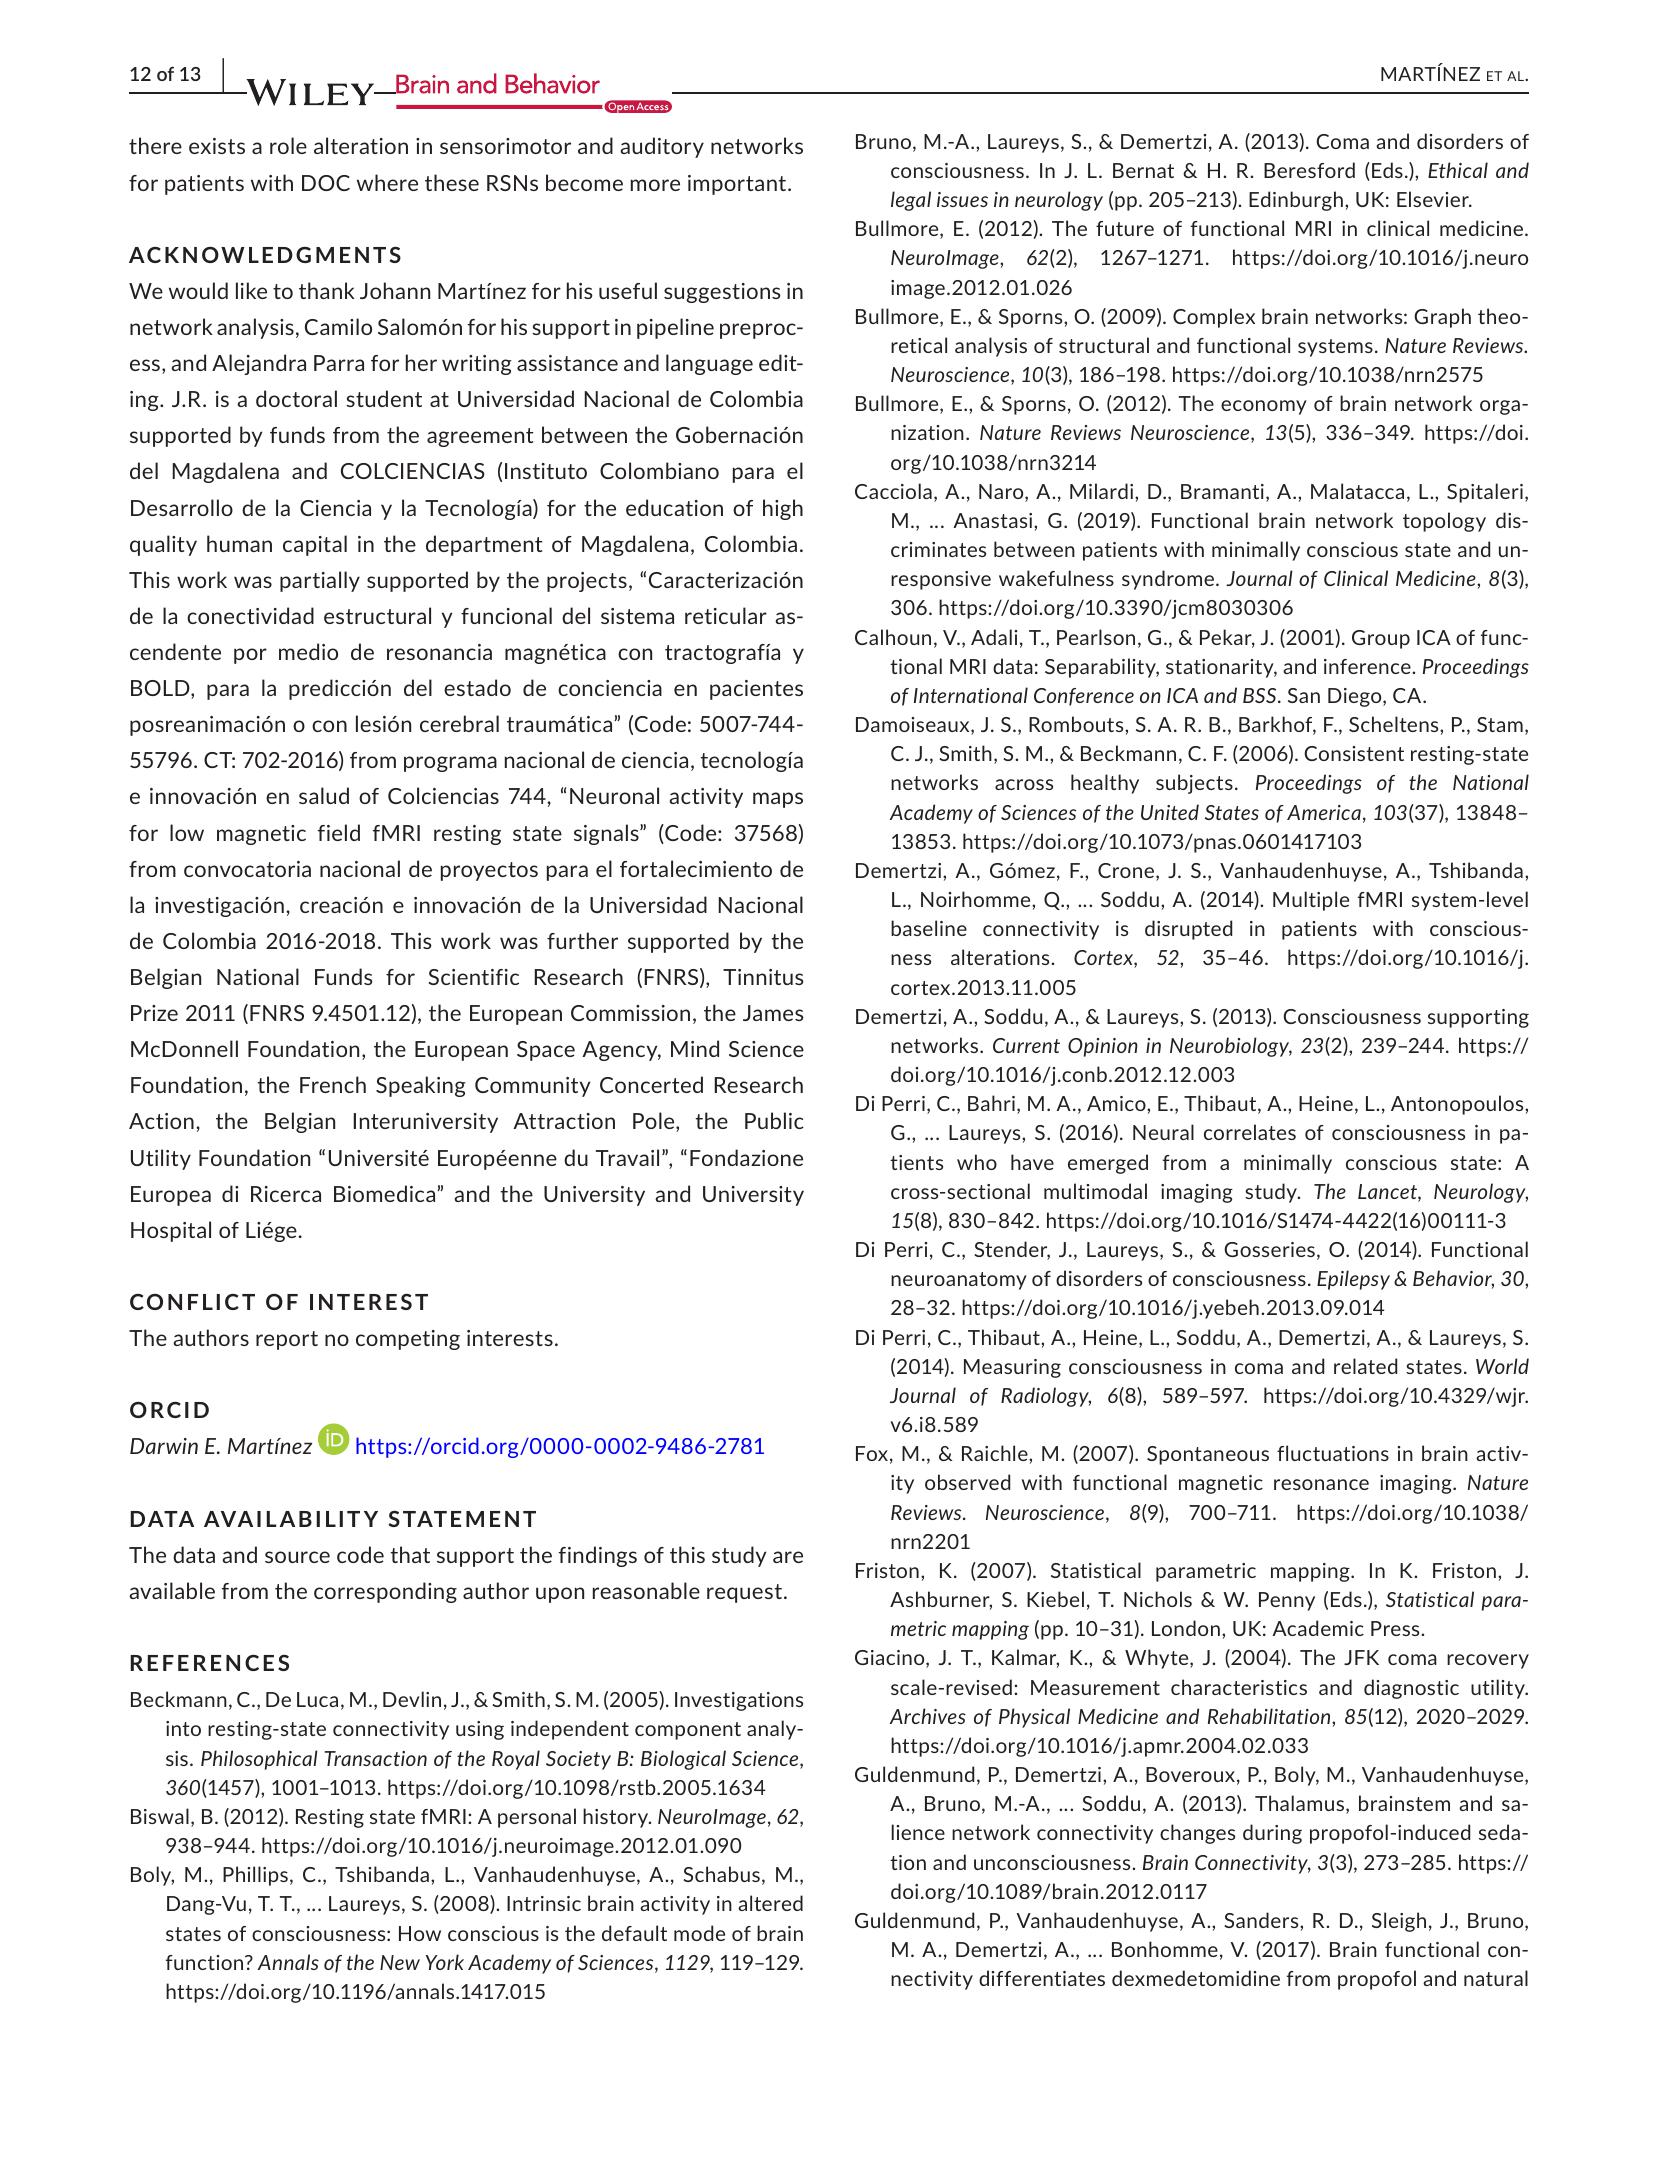 12 of 13
WILEY
Brain and Behavior
Open Access
MARTÍNEZ ET AL.
there exists a role alteration in sensorimotor and auditory networks
for patients with DOC where these RSNs become more important.
ACKNOWLEDGMENTS
We would like to thank Johann Martínez for his useful suggestions in
network analysis, Camilo Salomón for his support in pipeline preproc-
ess, and Alejandra Parra for her writing assistance and language edit-
ing. J.R. is a doctoral student at Universidad Nacional de Colombia
supported by funds from the agreement between the Gobernación
del Magdalena and COLCIENCIAS (Instituto Colombiano para el
Desarrollo de la Ciencia y la Tecnología) for the education of high
quality human capital in the department of Magdalena, Colombia.
This work was partially supported by the projects, “Caracterización
de la conectividad estructural y funcional del sistema reticular as-
cendente por medio de resonancia magnética con tractografía y
BOLD, para la predicción del estado de conciencia en pacientes
posreanimación o con lesión cerebral traumática” (Code: 5007-744-
55796. CT: 702-2016) from programa nacional de ciencia, tecnología
e innovación en salud of Colciencias 744, “Neuronal activity maps
for low magnetic field fMRI resting state signals” (Code: 37568)
from convocatoria nacional de proyectos para el fortalecimiento de
la investigación, creación e innovación de la Universidad Nacional
de Colombia 2016-2018. This work was further supported by the
Belgian National Funds for Scientific Research (FNRS), Tinnitus
Prize 2011 (FNRS 9.4501.12), the European Commission, the James
McDonnell Foundation, the European Space Agency, Mind Science
Foundation, the French Speaking Community Concerted Research
Action, the Belgian Interuniversity Attraction Pole, the Public
Utility Foundation “Université Européenne du Travail”, “Fondazione
Europea di Ricerca Biomedica” and the University and University
Hospital of Liége.
CONFLICT OF INTEREST
The authors report no competing interests.
ORCID
Darwin E. Martínez iD https://orcid.org/0000-0002-9486-2781
DATA AVAILABILITY STATEMENT
The data and source code that support the findings of this study are
available from the corresponding author upon reasonable request.
REFERENCES
Beckmann, C., De Luca, M., Devlin, J., & Smith, S. M. (2005). Investigations
into resting-state connectivity using independent component analy-
sis. Philosophical Transaction of the Royal Society B: Biological Science,
360(1457), 1001–1013. https://doi.org/10.1098/rstb.2005.1634
Biswal, B. (2012). Resting state fMRI: A personal history. NeuroImage, 62,
938–944. https://doi.org/10.1016/j.neuroimage.2012.01.090
Boly, M., Phillips, C., Tshibanda, L., Vanhaudenhuyse, A., Schabus, M.,
Dang-Vu, T. T., ... Laureys, S. (2008). Intrinsic brain activity in altered
states of consciousness: How conscious is the default mode of brain
function? Annals of the New York Academy of Sciences, 1129, 119–129.
https://doi.org/10.1196/annals.1417.015
Bruno, M.-A., Laureys, S., & Demertzi, A. (2013). Coma and disorders of
consciousness. In J. L. Bernat & H. R. Beresford (Eds.), Ethical and
legal issues in neurology (pp. 205–213). Edinburgh, UK: Elsevier.
Bullmore, E. (2012). The future of functional MRI in clinical medicine.
NeuroImage, 62(2), 1267–1271. https://doi.org/10.1016/j.neuro
image.2012.01.026
Bullmore, E., & Sporns, O. (2009). Complex brain networks: Graph theo-
retical analysis of structural and functional systems. Nature Reviews.
Neuroscience, 10(3), 186–198. https://doi.org/10.1038/nrn2575
Bullmore, E., & Sporns, O. (2012). The economy of brain network orga-
nization. Nature Reviews Neuroscience, 13(5), 336–349. https://doi.
org/10.1038/nrn3214
Cacciola, A., Naro, A., Milardi, D., Bramanti, A., Malatacca, L., Spitaleri,
M., ... Anastasi, G. (2019). Functional brain network topology dis-
criminates between patients with minimally conscious state and un-
responsive wakefulness syndrome. Journal of Clinical Medicine, 8(3),
306. https://doi.org/10.3390/jcm8030306
Calhoun, V., Adali, T., Pearlson, G., & Pekar, J. (2001). Group ICA of func-
tional MRI data: Separability, stationarity, and inference. Proceedings
of International Conference on ICA and BSS. San Diego, CA.
Damoiseaux, J. S., Rombouts, S. A. R. B., Barkhof, F., Scheltens, P., Stam,
C. J., Smith, S. M., & Beckmann, C. F. (2006). Consistent resting-state
networks across healthy subjects. Proceedings of the National
Academy of Sciences of the United States of America, 103(37), 13848–
13853. https://doi.org/10.1073/pnas.0601417103
Demertzi, A., Gómez, F., Crone, J. S., Vanhaudenhuyse, A., Tshibanda,
L., Noirhomme, Q., ... Soddu, A. (2014). Multiple fMRI system-level
baseline connectivity is disrupted in patients with conscious-
ness alterations. Cortex, 52, 35–46. https://doi.org/10.1016/j.
cortex.2013.11.005
Demertzi, A., Soddu, A., & Laureys, S. (2013). Consciousness supporting
networks. Current Opinion in Neurobiology, 23(2), 239–244. https://
doi.org/10.1016/j.conb.2012.12.003
Di Perri, C., Bahri, M. A., Amico, E., Thibaut, A., Heine, L., Antonopoulos,
G., ... Laureys, S. (2016). Neural correlates of consciousness in pa-
tients who have emerged from a minimally conscious state: A
cross-sectional multimodal imaging study. The Lancet, Neurology,
15(8), 830–842. https://doi.org/10.1016/S1474-4422(16)00111-3
Di Perri, C., Stender, J., Laureys, S., & Gosseries, O. (2014). Functional
neuroanatomy of disorders of consciousness. Epilepsy & Behavior, 30,
28–32. https://doi.org/10.1016/j.yebeh.2013.09.014
Di Perri, C., Thibaut, A., Heine, L., Soddu, A., Demertzi, A., & Laureys, S.
(2014). Measuring consciousness in coma and related states. World
Journal of Radiology, 6(8), 589–597. https://doi.org/10.4329/wjr.
v6.i8.589
Fox, M., & Raichle, M. (2007). Spontaneous fluctuations in brain activ-
ity observed with functional magnetic resonance imaging. Nature
Reviews. Neuroscience, 8(9), 700–711. https://doi.org/10.1038/
nrn2201
Friston, K. (2007). Statistical parametric mapping. In K. Friston, J.
Ashburner, S. Kiebel, T. Nichols & W. Penny (Eds.), Statistical para-
metric mapping (pp. 10–31). London, UK: Academic Press.
Giacino, J. T., Kalmar, K., & Whyte, J. (2004). The JFK coma recovery
scale-revised: Measurement characteristics and diagnostic utility.
Archives of Physical Medicine and Rehabilitation, 85(12), 2020–2029.
https://doi.org/10.1016/j.apmr.2004.02.033
Guldenmund, P., Demertzi, A., Boveroux, P., Boly, M., Vanhaudenhuyse,
A., Bruno, M.-A., ... Soddu, A. (2013). Thalamus, brainstem and sa-
lience network connectivity changes during propofol-induced seda-
tion and unconsciousness. Brain Connectivity, 3(3), 273–285. https://
doi.org/10.1089/brain.2012.0117
Guldenmund, P., Vanhaudenhuyse, A., Sanders, R. D., Sleigh, J., Bruno,
M. A., Demertzi, A., ... Bonhomme, V. (2017). Brain functional con-
nectivity differentiates dexmedetomidine from propofol and natural